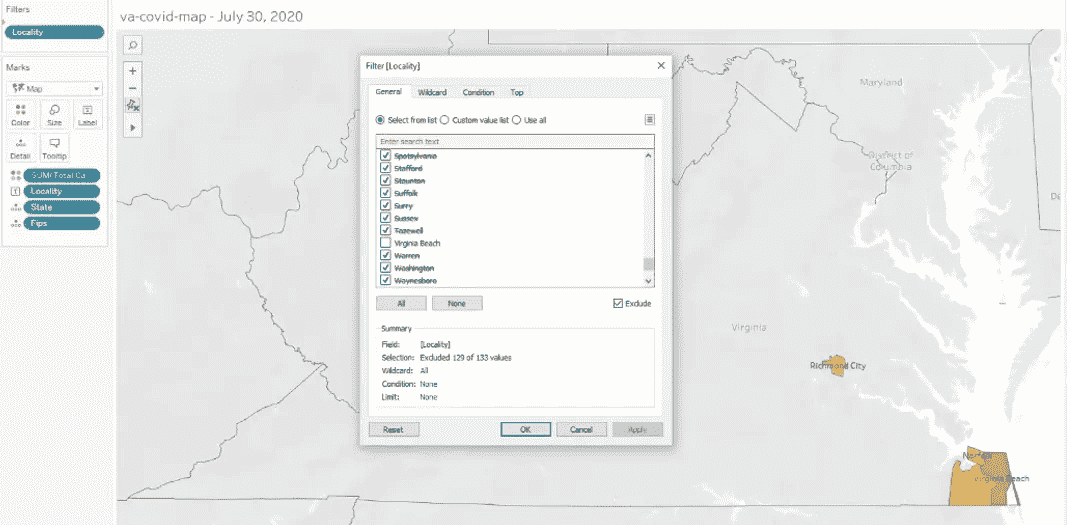 Filters
Locality
Marks
Map
Color
Size
Label
Detail
Tooltip
SUM(Total Ca
Locality
State
Fips
va-covid-map - July 30, 2020
Maryland
District of
Columbia
De
Virginia
Richmond City
Norfolk
Virginia Beach
Filter [Locality]
General
Wildcard
Condition
Top
Select from list
Custom value list
Use all
Enter search text
Spotsylvania
Stafford
Staunton
Suffolk
Surry
Sussex
Tazewell
Virginia Beach
Warren
Washington
Waynesboro
All
None
Exclude
Summary
Field: [Locality]
Selection: Excluded 129 of 133 values
Wildcard: All
Condition: None
Limit: None
Reset
OK
Cancel
Apply